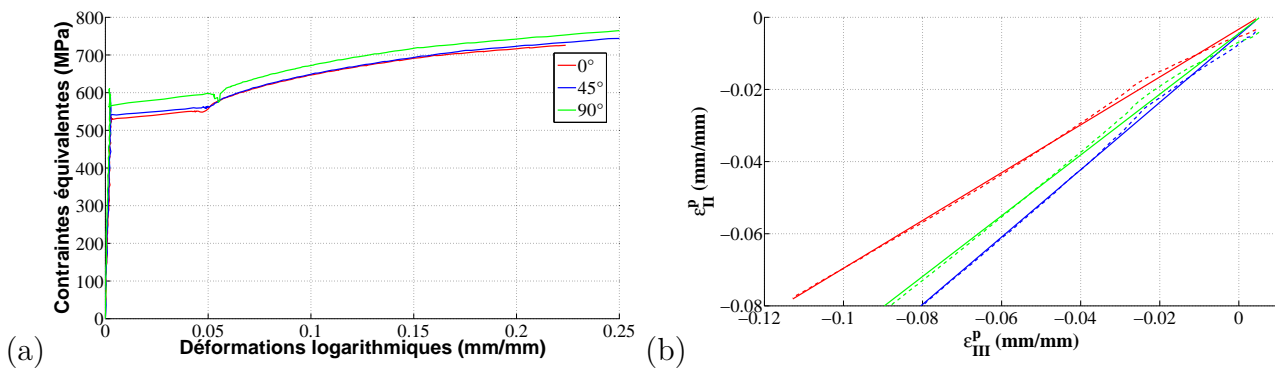 800
700
600
500
400
300
200
100
0
Contraintes équivalentes (MPa)
0 0.05 0.1 0.15 0.2 0.25
Déformations logarithmiques (mm/mm)
0°
45°
90°
(a)
0
−0.02
−0.04
−0.06
−0.08
ε_II^p (mm/mm)
−0.12 −0.1 −0.08 −0.06 −0.04 −0.02 0
ε_III^p (mm/mm)
(b)